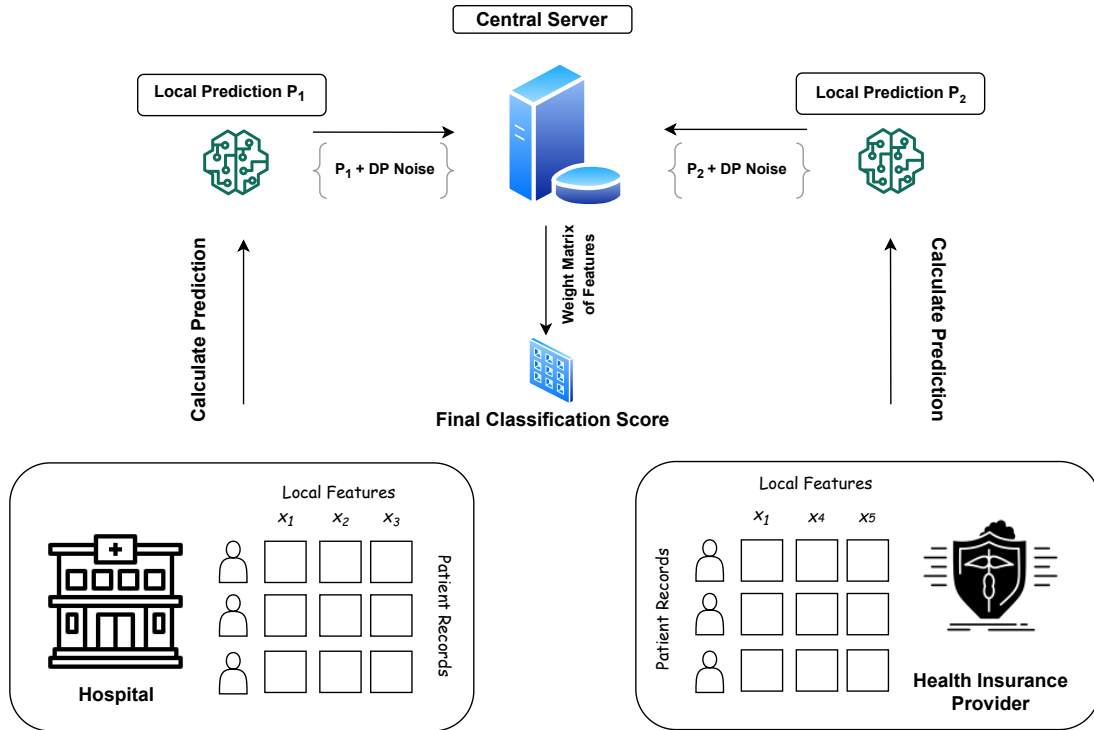 Central Server
Local Prediction P1
Local Prediction P2
P1 + DP Noise
P2 + DP Noise
Calculate Prediction
Weight Matrix
of Features
Calculate Prediction
Final Classification Score
Local Features
x1 x2 x3
Patient Records
Hospital
Local Features
x1 x4 x5
Patient Records
Health Insurance
Provider